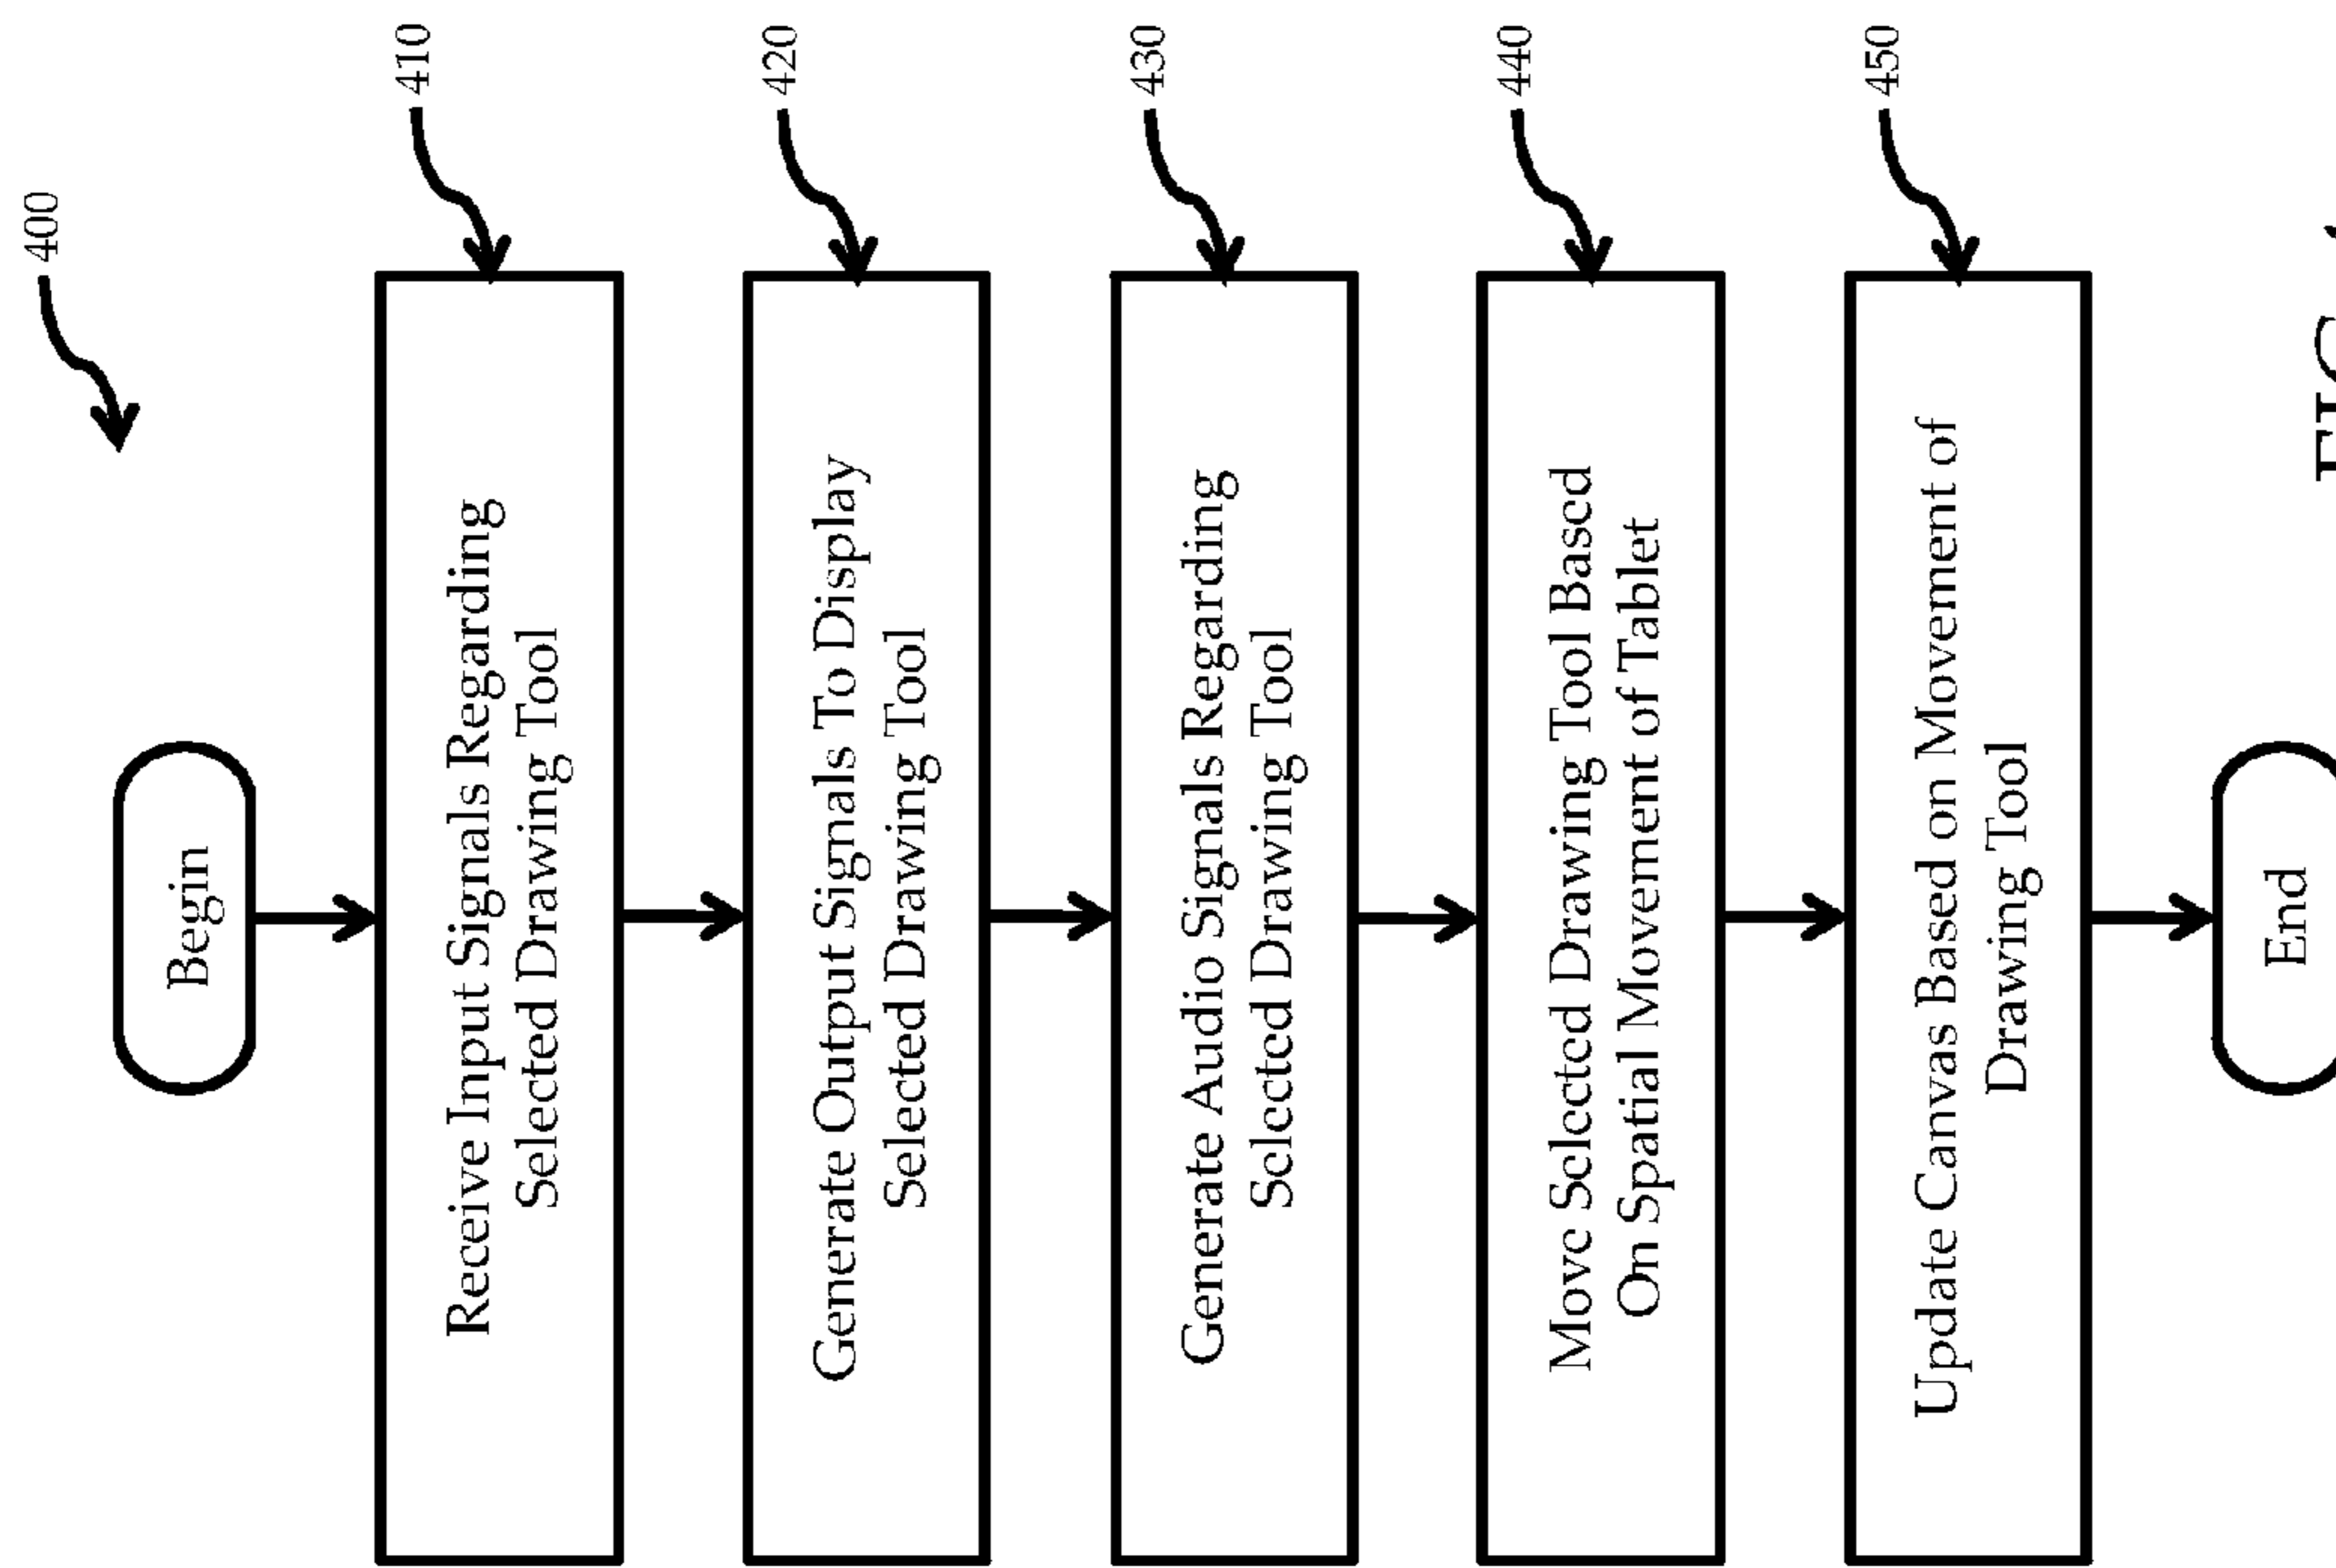 400
Begin
410
Receive Input Signals Regarding
Selected Drawing Tool
420
Generate Output Signals To Display
Selected Drawing Tool
430
Generate Audio Signals Regarding
Selected Drawing Tool
440
Move Selected Drawing Tool Based
On Spatial Movement of Tablet
450
Update Canvas Based on Movement of
Drawing Tool
End